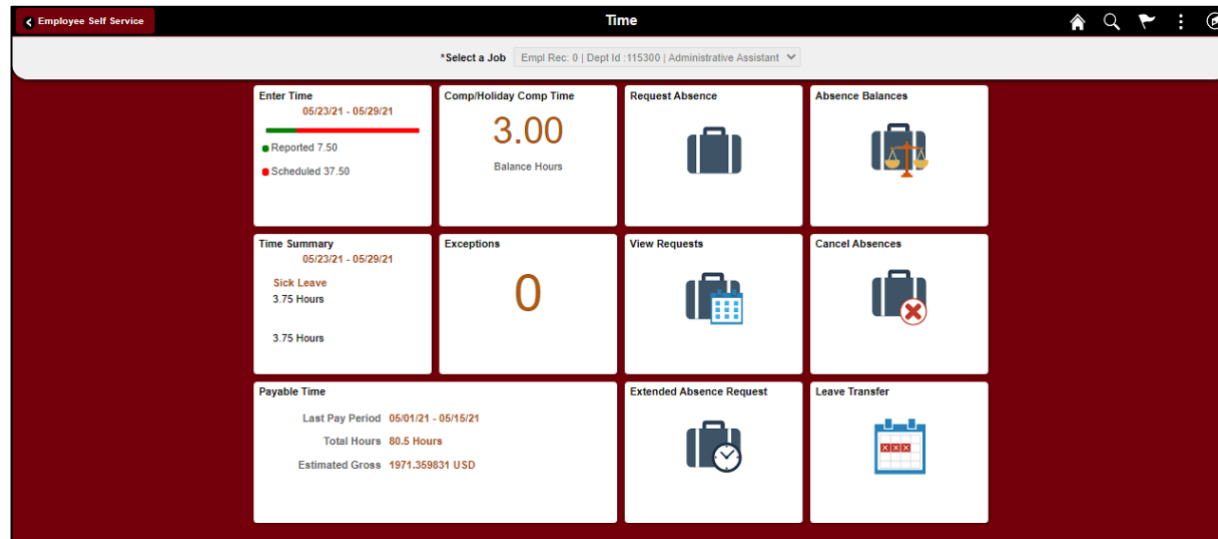 Employee Self Service
Time
*Select a Job Empl Rec: 0 | Dept Id :115300 | Administrative Assistant
Enter Time
05/23/21 - 05/29/21
Reported 7.50
Scheduled 37.50
Comp/Holiday Comp Time
3.00
Balance Hours
Request Absence
Absence Balances
Time Summary
05/23/21 - 05/29/21
Sick Leave
3.75 Hours
3.75 Hours
Exceptions
0
View Requests
Cancel Absences
Payable Time
Last Pay Period 05/01/21 - 05/15/21
Total Hours 80.5 Hours
Estimated Gross 1971.359831 USD
Extended Absence Request
Leave Transfer